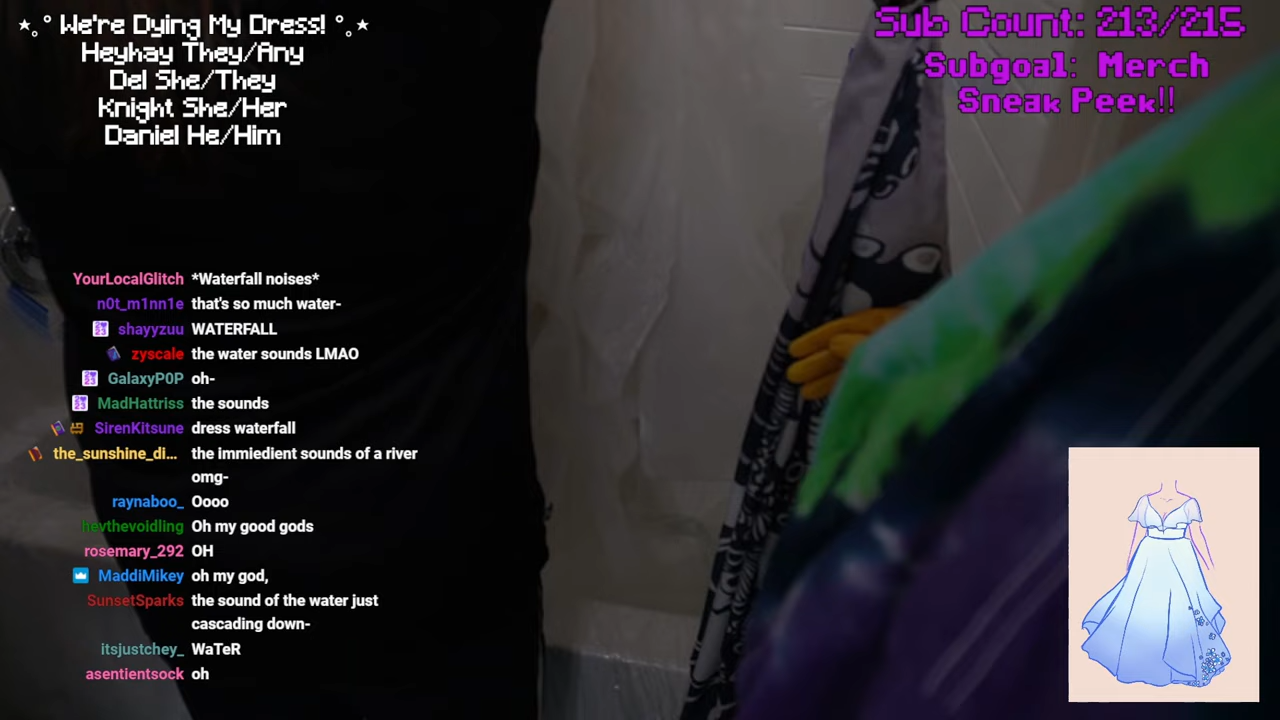 ⋆｡° We're Dying My Dress! °｡⋆
Heyhay They/Any
Del She/They
Knight She/Her
Daniel He/Him
Sub Count: 213/215
Subgoal: Merch
Sneak Peek!!
YourLocalGlitch *Waterfall noises*
n0t_m1nn1e that's so much water-
shayyzuu WATERFALL
zyscale the water sounds LMAO
GalaxyP0P oh-
MadHattriss the sounds
SirenKitsune dress waterfall
the_sunshine_di... the immiedient sounds of a river
omg-
raynaboo_ Oooo
hevthevoidling Oh my good gods
rosemary_292 OH
MaddiMikey oh my god,
SunsetSparks the sound of the water just
cascading down-
itsjustchey_ WaTeR
asentientsock oh